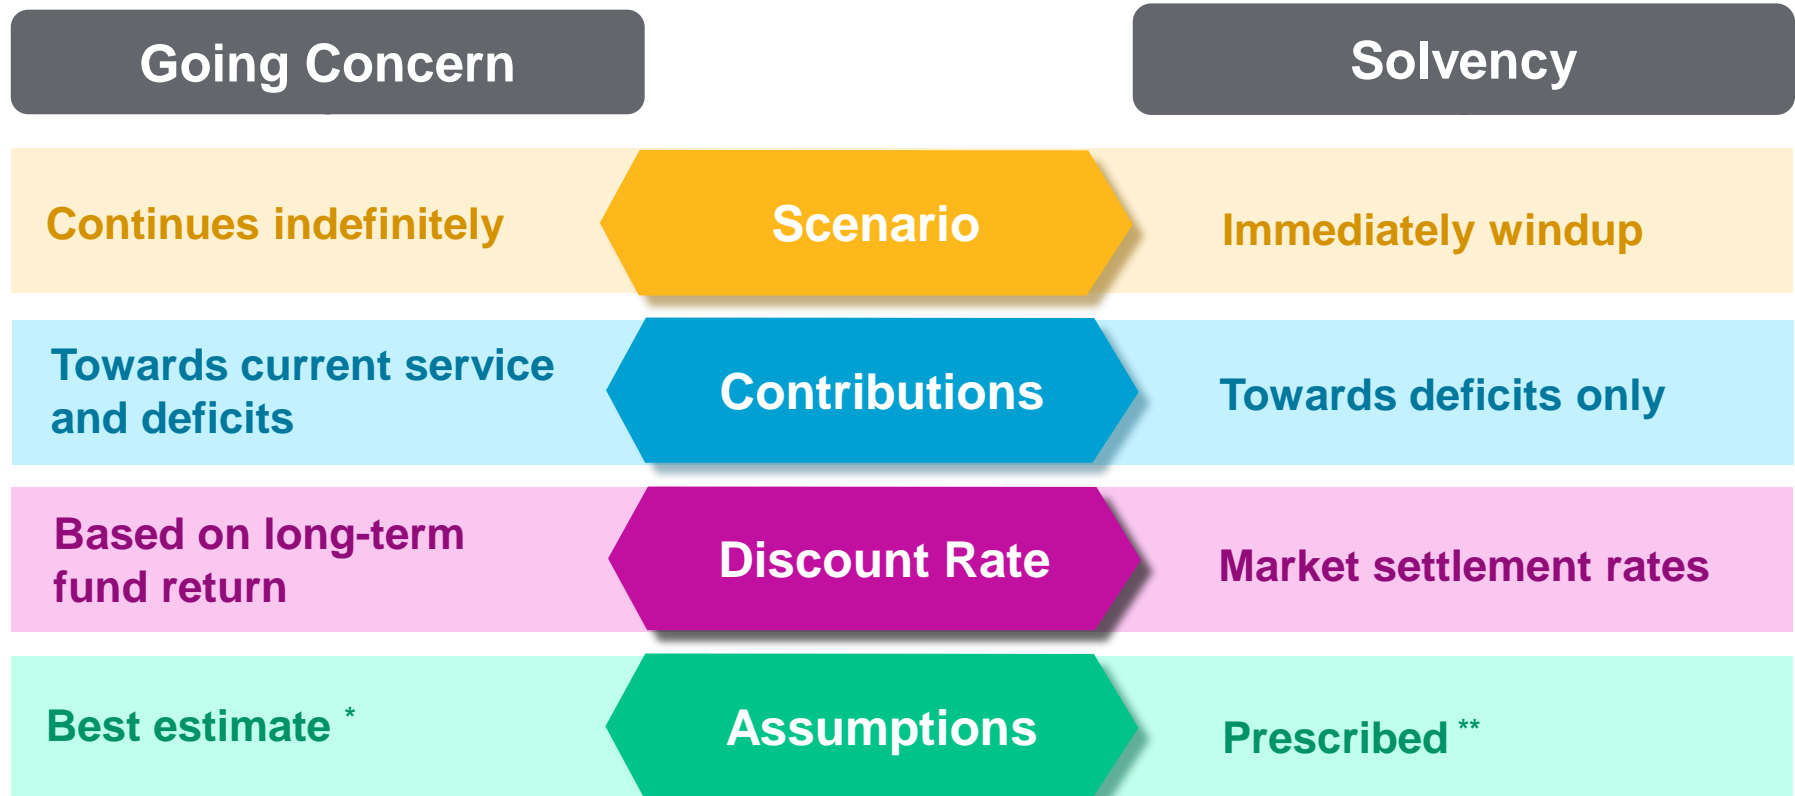 Going Concern
Solvency
Continues indefinitely
Scenario
Immediately windup
Towards current service
and deficits
Contributions
Towards deficits only
Based on long-term
fund return
Discount Rate
Market settlement rates
Best estimate *
Assumptions
Prescribed **